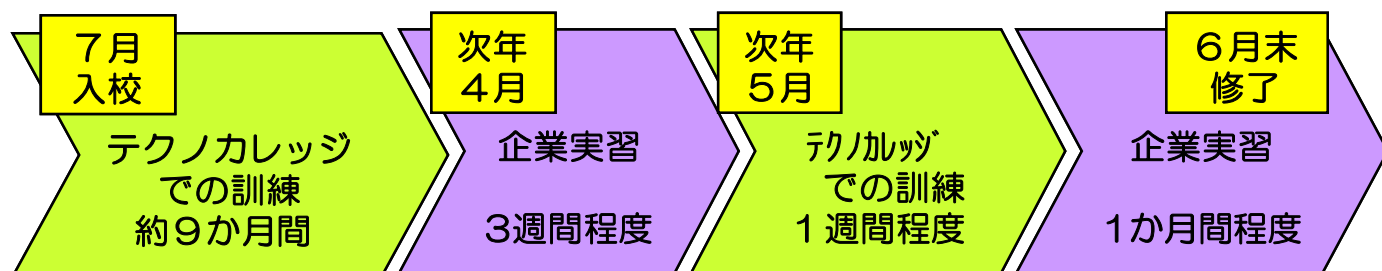 ７月
入校
テクノカレッジ
での訓練
約９か月間
次年
４月
企業実習
３週間程度
次年
５月
ﾃｸﾉｶﾚｯｼﾞ
での訓練
１週間程度
６月末
修了
企業実習
１か月間程度